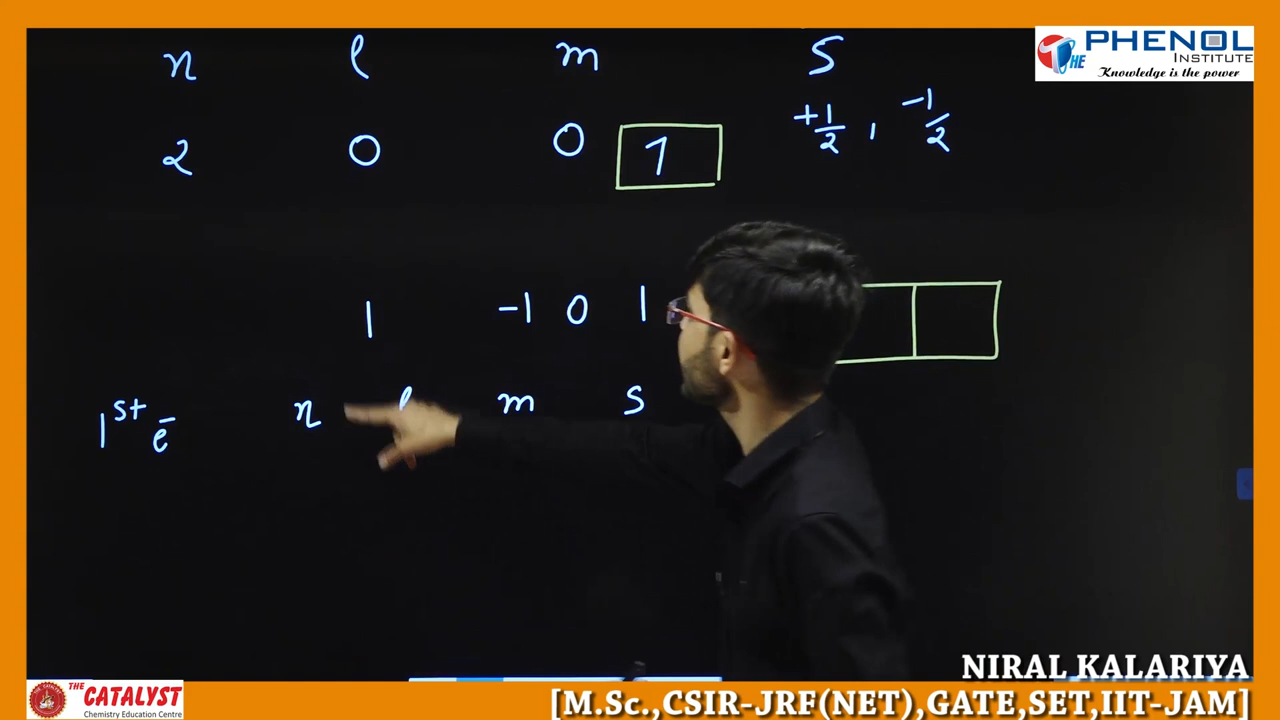 THE PHENOL
INSTITUTE
Knowledge is the power
n l m S
2 0 0 1 +1/2 , -1/2
1 -1 0 1
1st e̅ n l m s
NIRAL KALARIYA
THE CATALYST
Chemistry Education Centre
[M.Sc.,CSIR-JRF(NET),GATE,SET,IIT-JAM]